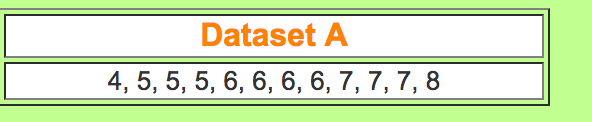 Dataset A
4, 5, 5, 5, 6, 6, 6, 6, 7, 7, 7, 8